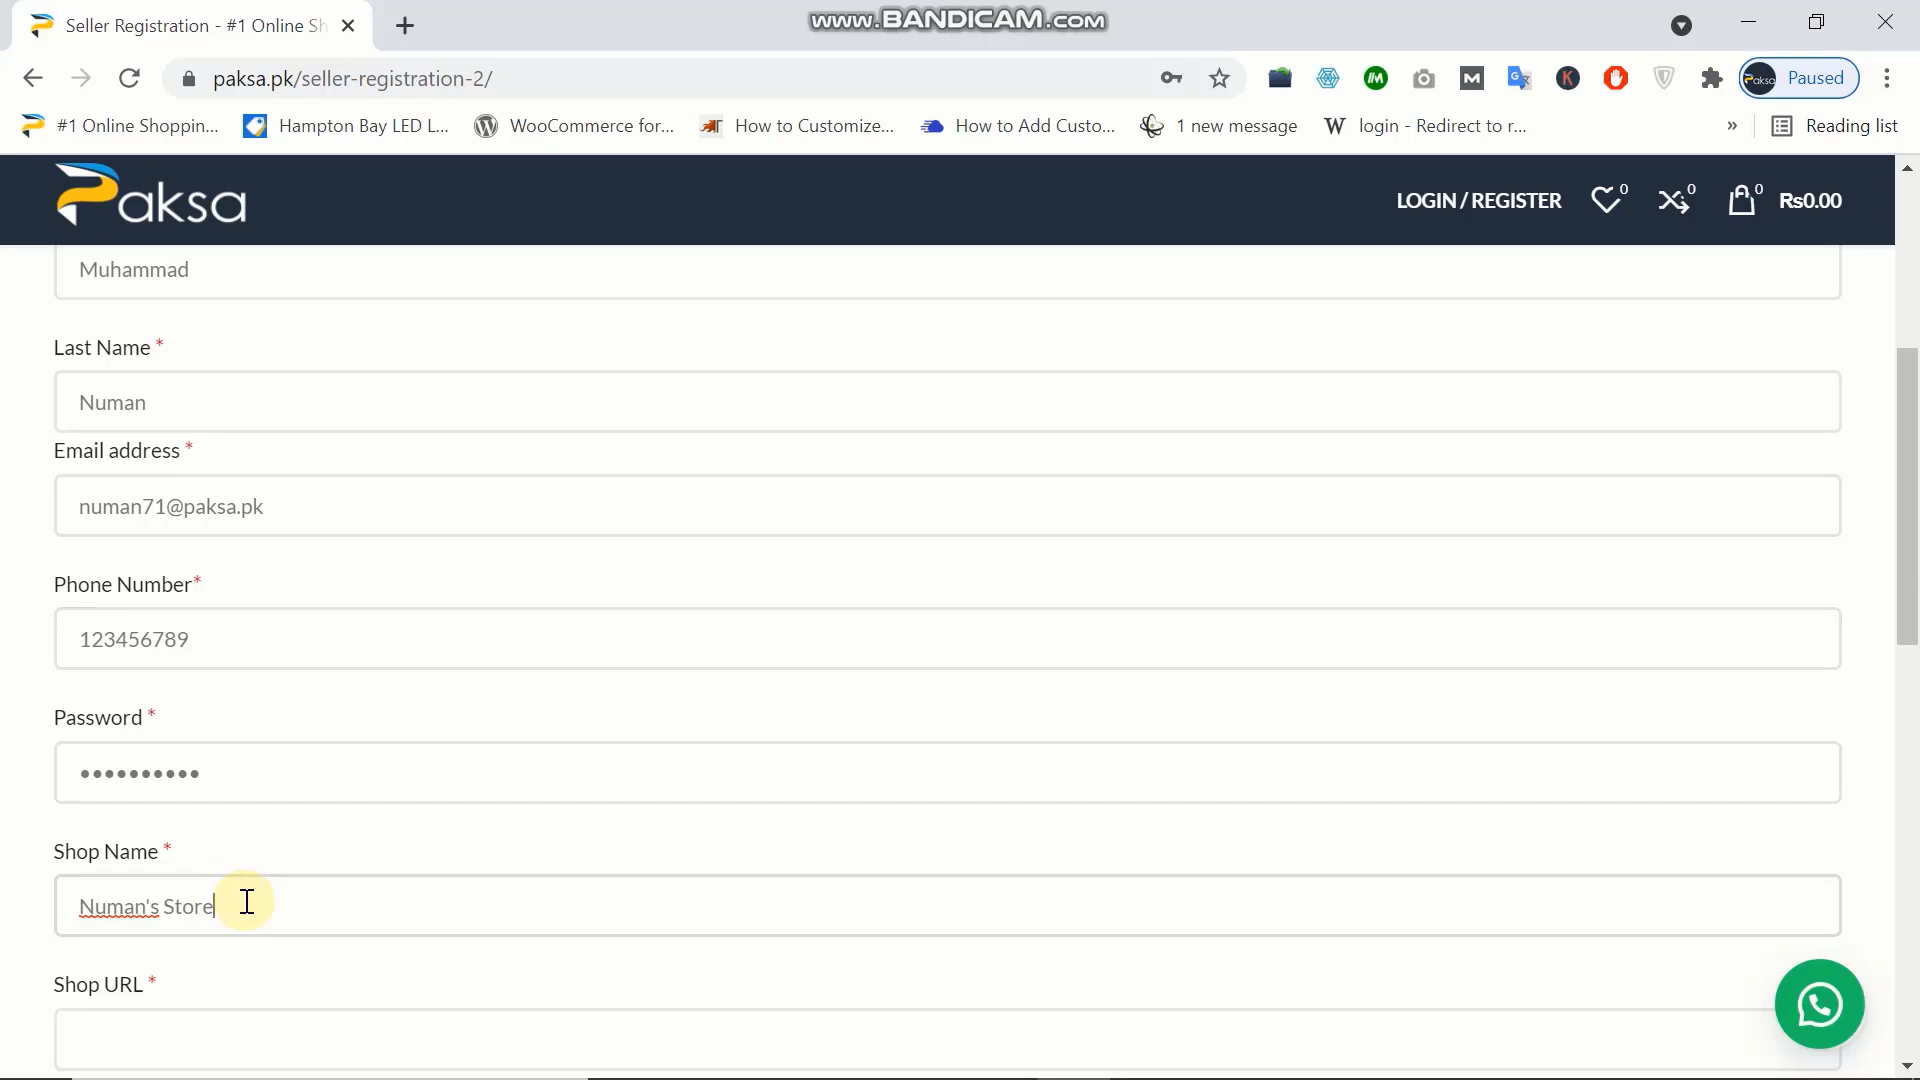 Seller Registration - #1 Online Sh
www.BANDICAM.com
paksa.pk/seller-registration-2/
Paused
#1 Online Shoppin...
Hampton Bay LED L...
WooCommerce for...
How to Customize...
How to Add Custo...
1 new message
login - Redirect to r...
»
Reading list
Paksa
LOGIN / REGISTER
0
0
0
Rs0.00
Muhammad
Last Name *
Numan
Email address *
numan71@paksa.pk
Phone Number*
123456789
Password *
••••••••••
Shop Name *
Numan's Store
Shop URL *